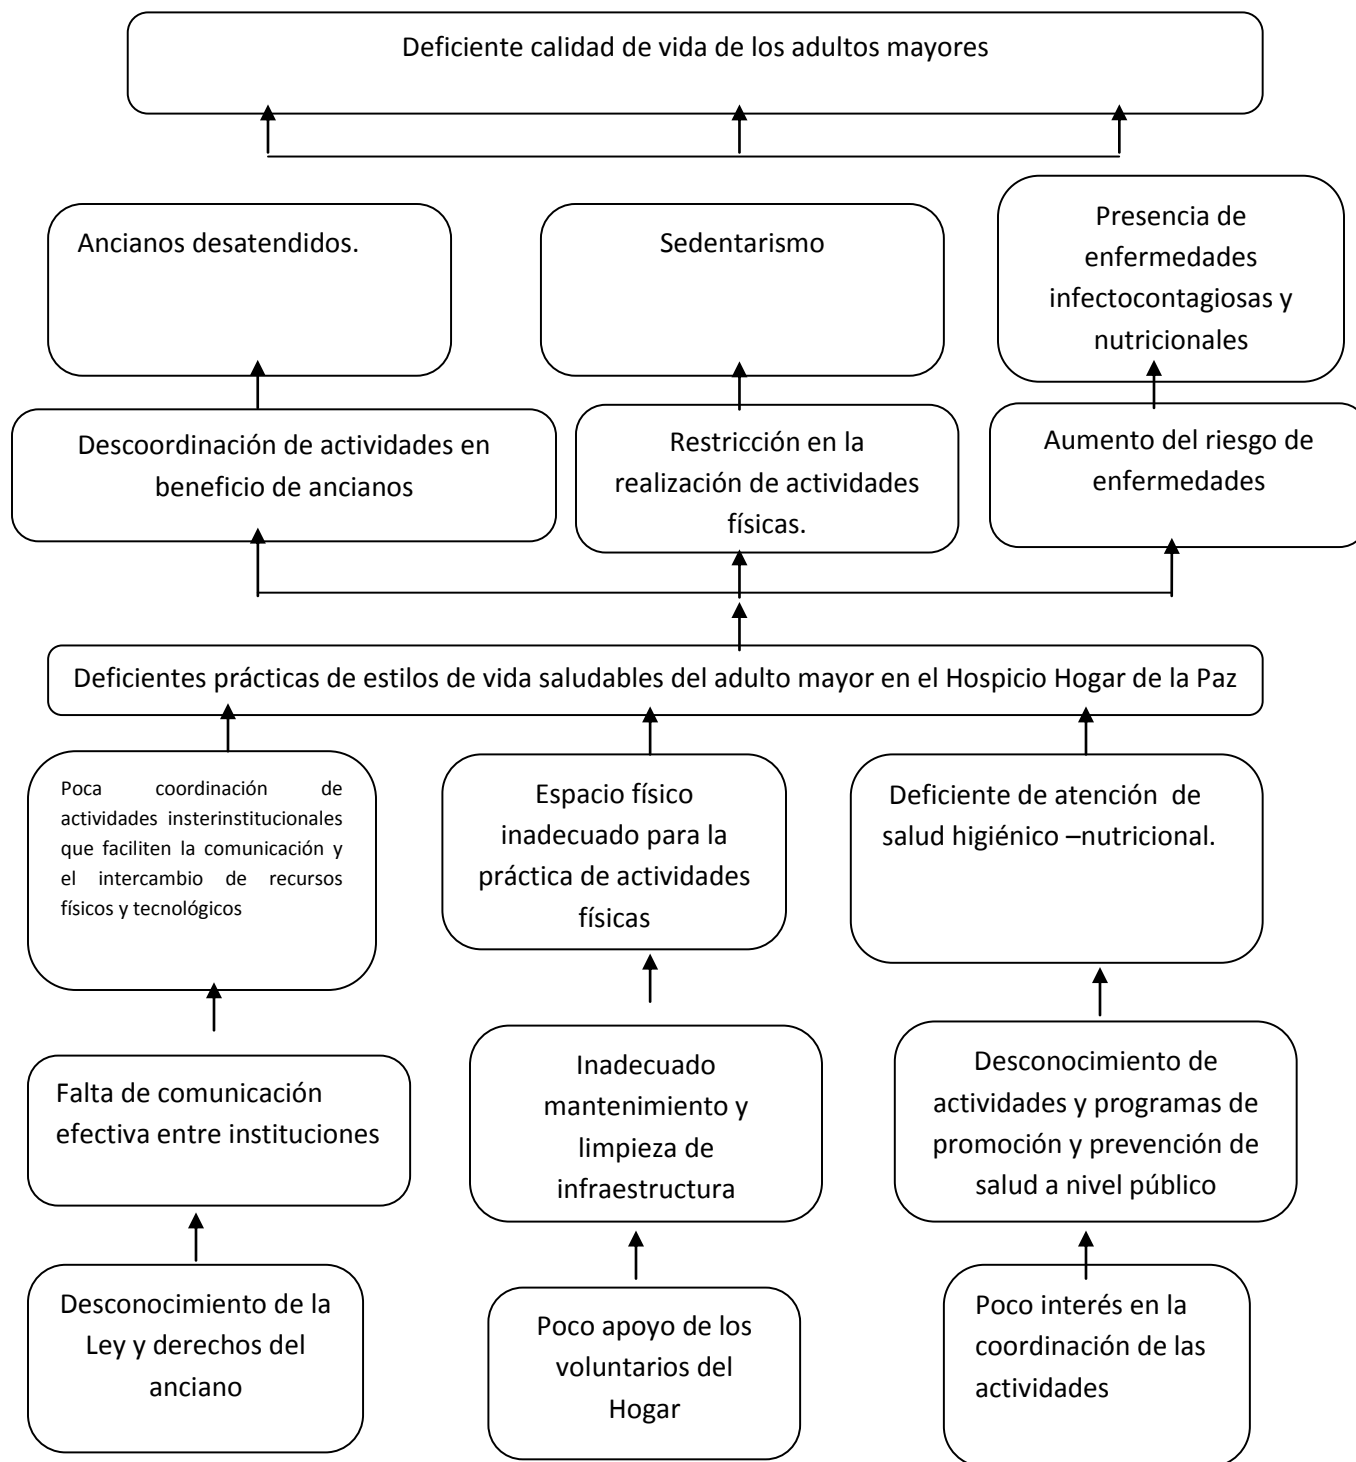 Deficiente calidad de vida de los adultos mayores
Ancianos desatendidos.
Sedentarismo
Presencia de
enfermedades
infectocontagiosas y
nutricionales
Descoordinación de actividades en
beneficio de ancianos
Restricción en la
realización de actividades
físicas.
Aumento del riesgo de
enfermedades
Deficientes prácticas de estilos de vida saludables del adulto mayor en el Hospicio Hogar de la Paz
Poca coordinación de
actividades insterinstitucionales
que faciliten la comunicación y
el intercambio de recursos
físicos y tecnológicos
Espacio físico
inadecuado para la
práctica de actividades
físicas
Deficiente de atención de
salud higiénico –nutricional.
Falta de comunicación
efectiva entre instituciones
Inadecuado
mantenimiento y
limpieza de
infraestructura
Desconocimiento de
actividades y programas de
promoción y prevención de
salud a nivel público
Desconocimiento de la
Ley y derechos del
anciano
Poco apoyo de los
voluntarios del
Hogar
Poco interés en la
coordinación de las
actividades